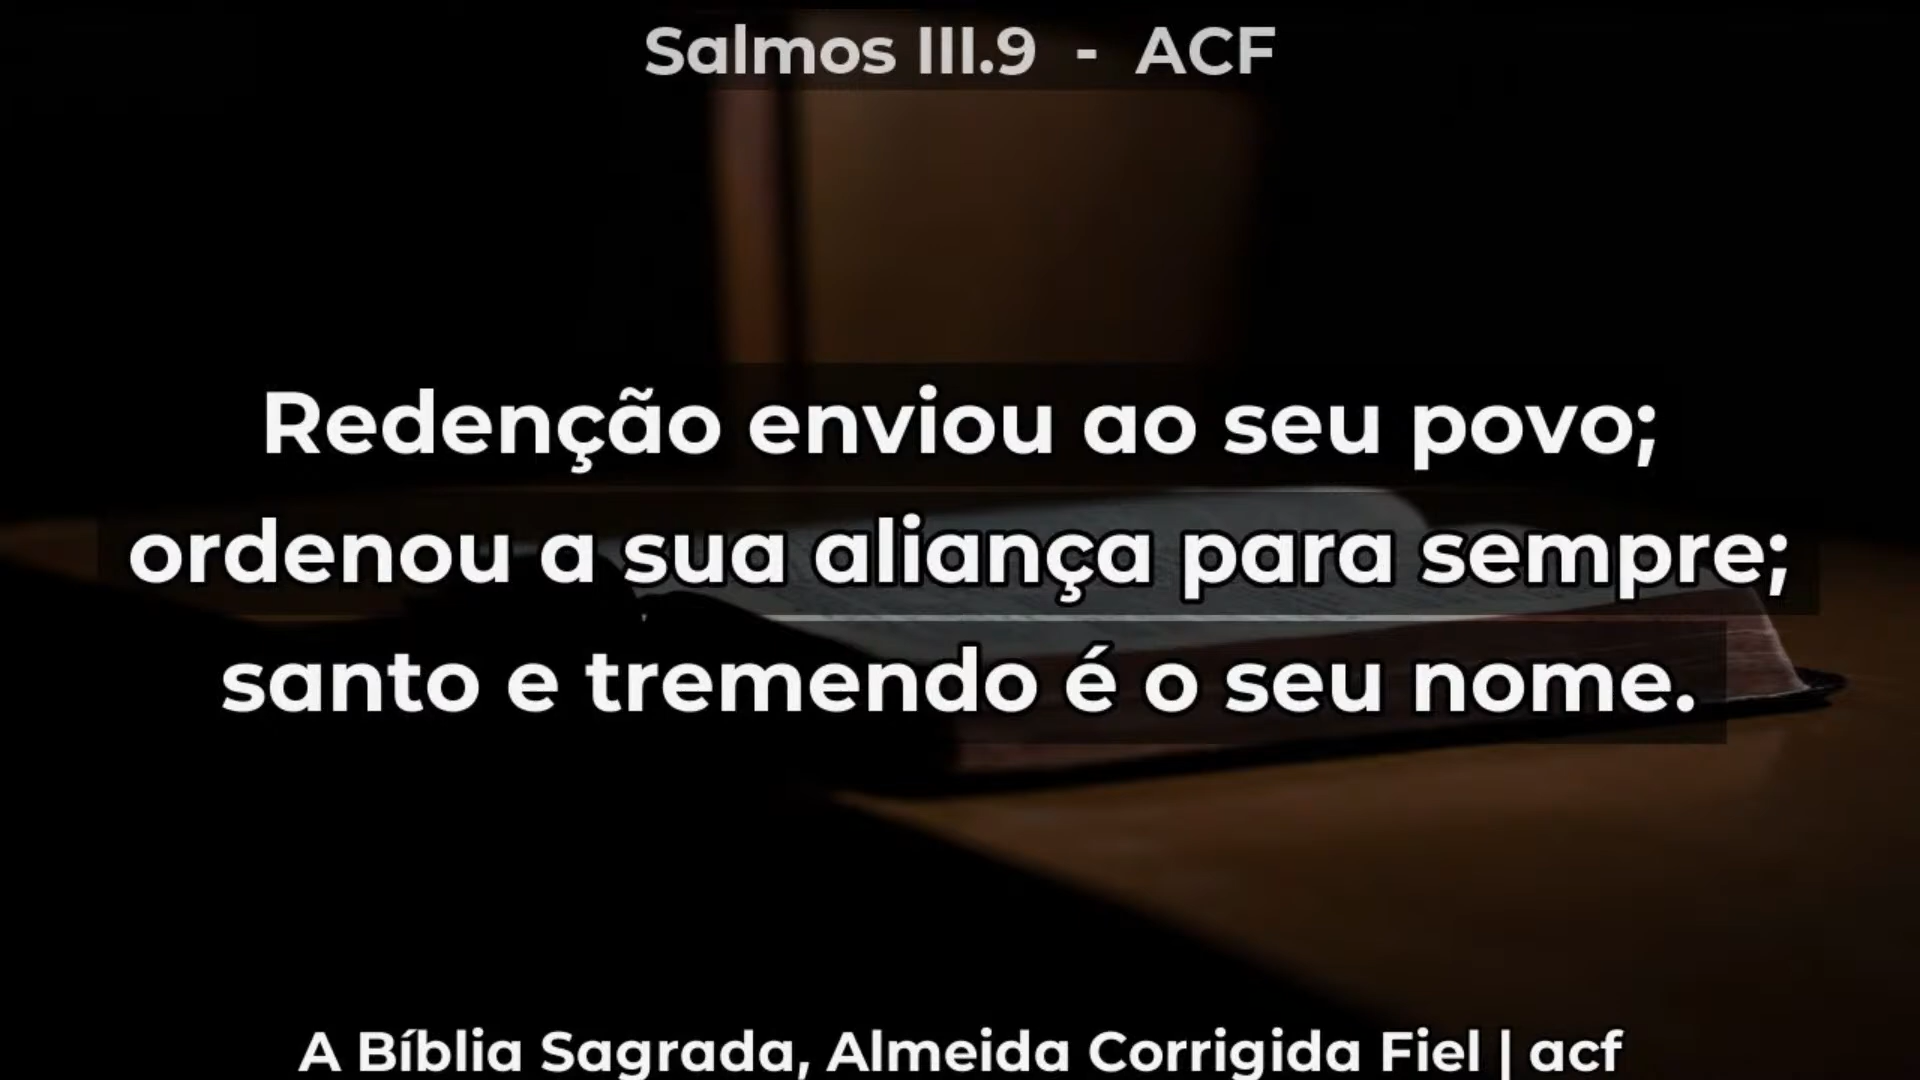 Salmos III.9 - ACF
Redenção enviou ao seu povo;
ordenou a sua aliança para sempre;
santo e tremendo é o seu nome.
A Bíblia Sagrada, Almeida Corrigida Fiel | acf